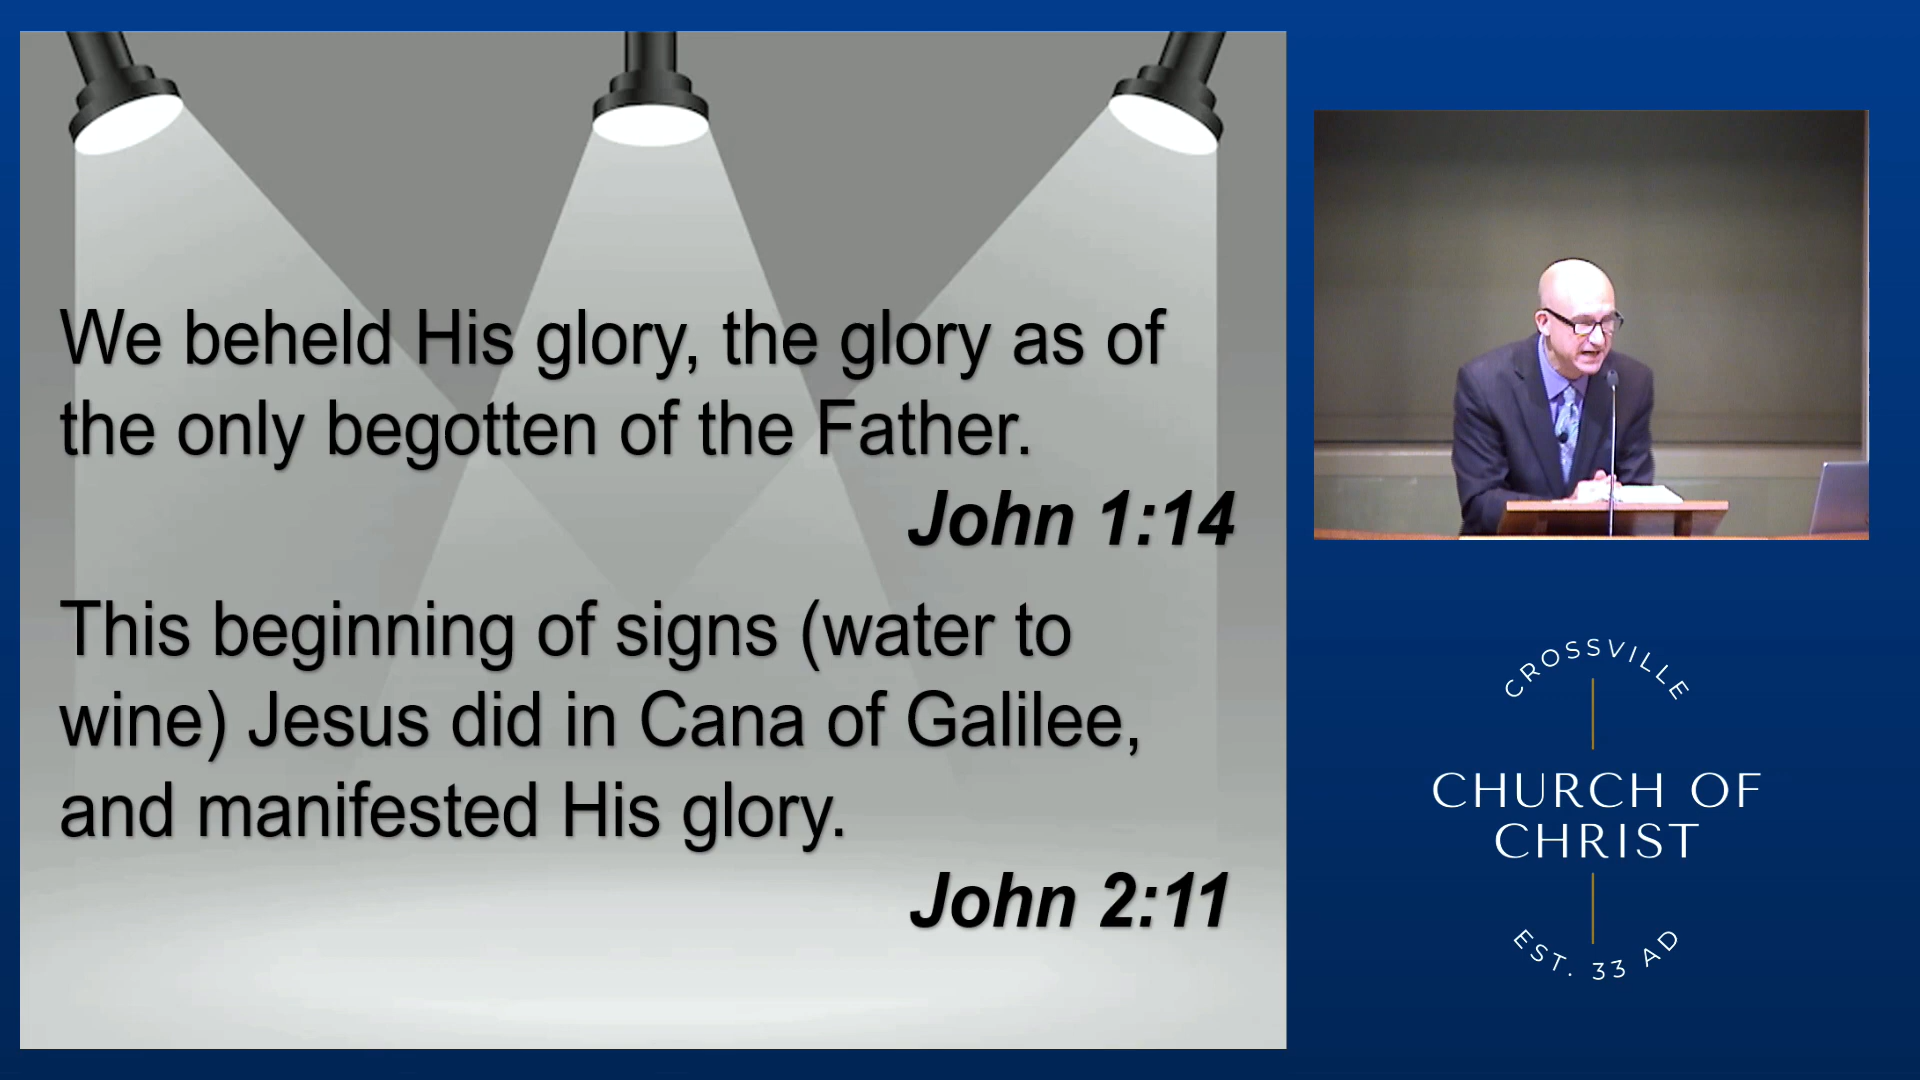 We beheld His glory, the glory as of
the only begotten of the Father.
John 1:14
This beginning of signs (water to
wine) Jesus did in Cana of Galilee,
and manifested His glory.
John 2:11
CROSSVILLE
CHURCH OF
CHRIST
EST. 33 AD